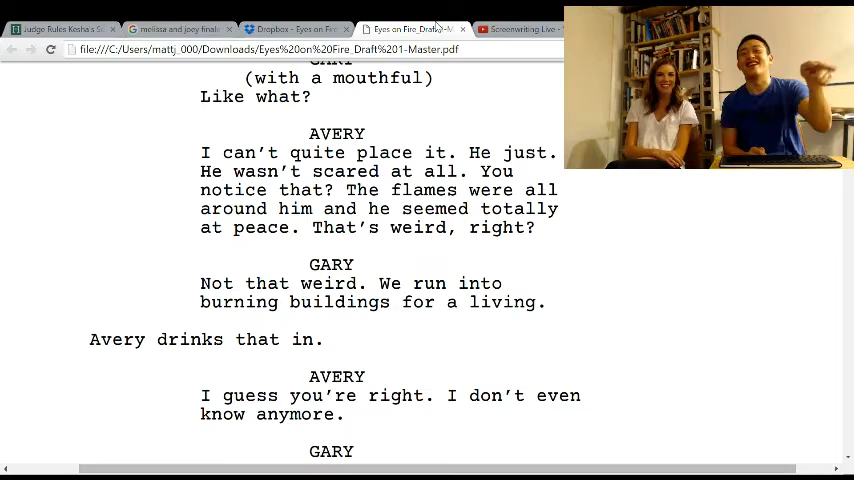 Judge Rules Kesha's S
melissa and joey finale
Dropbox - Eyes on Fire
Eyes on Fire_Draft
Screenwriting Live -
file:///C:/Users/mattj_000/Downloads/Eyes%20on%20Fire_Draft%201-Master.pdf
GARY
(with a mouthful)
Like what?
AVERY
I can't quite place it. He just.
He wasn't scared at all. You
notice that? The flames were all
around him and he seemed totally
at peace. That's weird, right?
GARY
Not that weird. We run into
burning buildings for a living.
Avery drinks that in.
AVERY
I guess you're right. I don't even
know anymore.
GARY